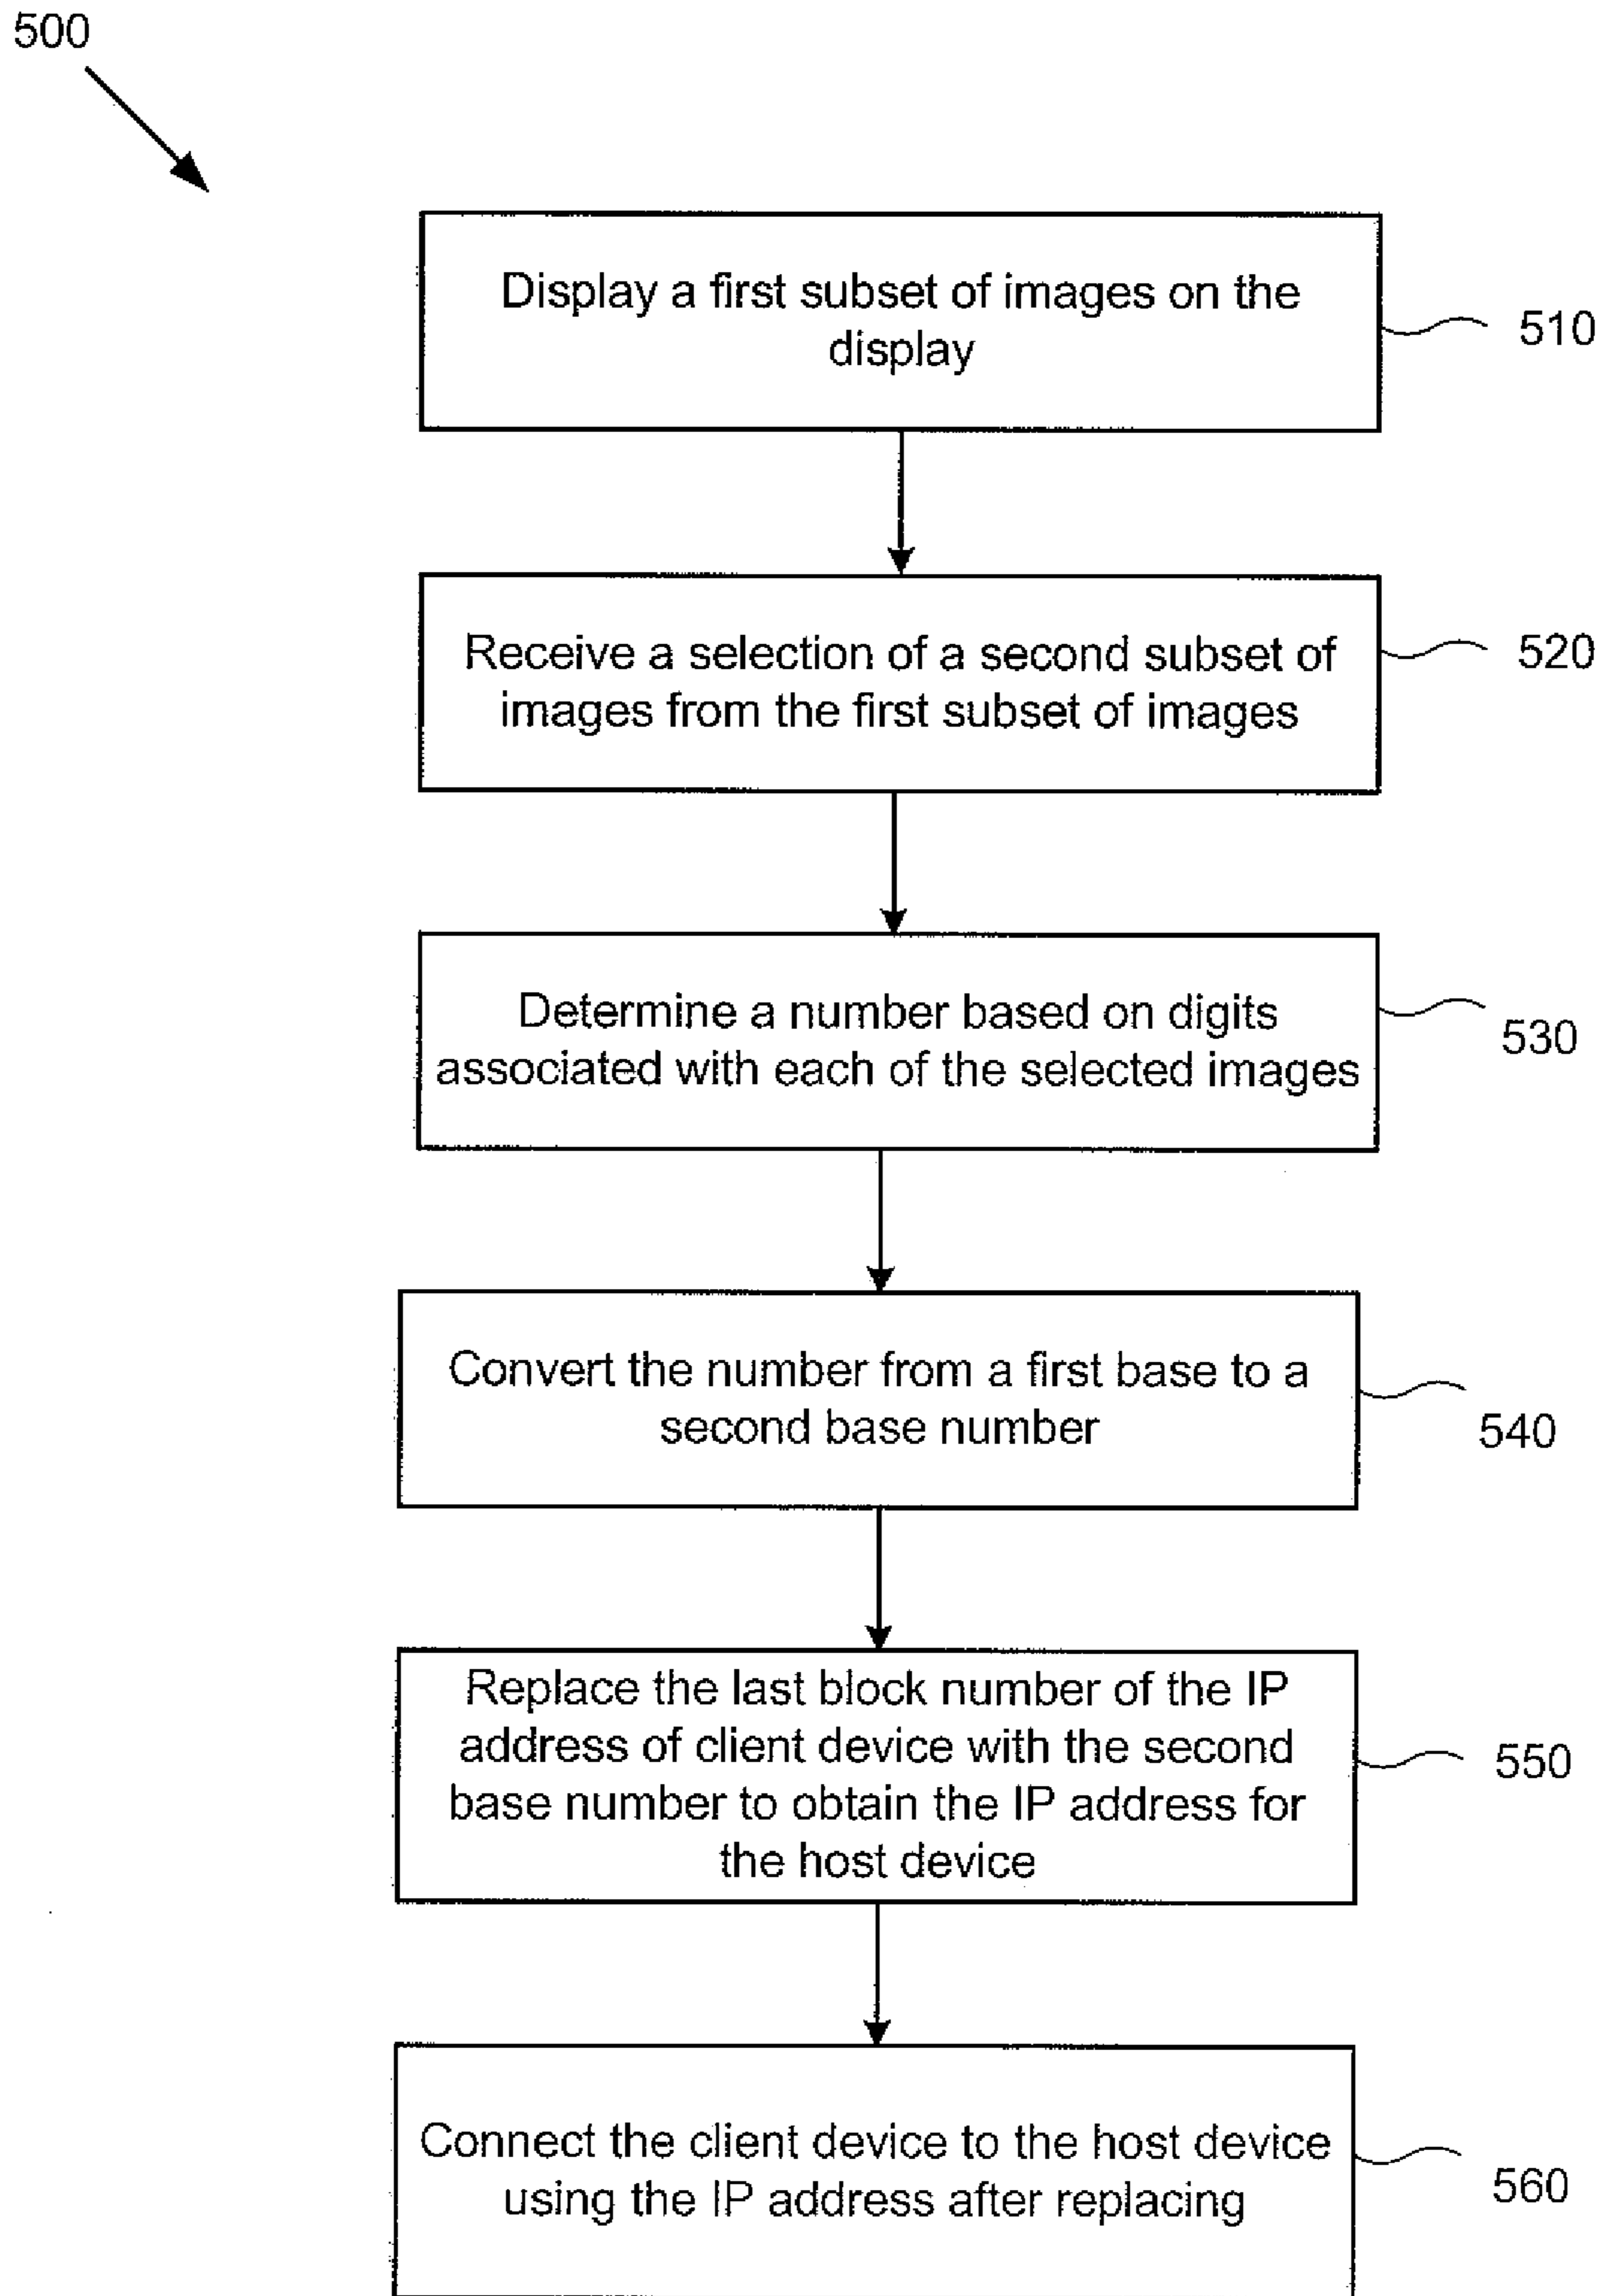 500
Display a first subset of images on the
display
510
Receive a selection of a second subset of
images from the first subset of images
520
Determine a number based on digits
associated with each of the selected images
530
Convert the number from a first base to a
second base number
540
Replace the last block number of the IP
address of client device with the second
base number to obtain the IP address for
the host device
550
Connect the client device to the host device
using the IP address after replacing
560